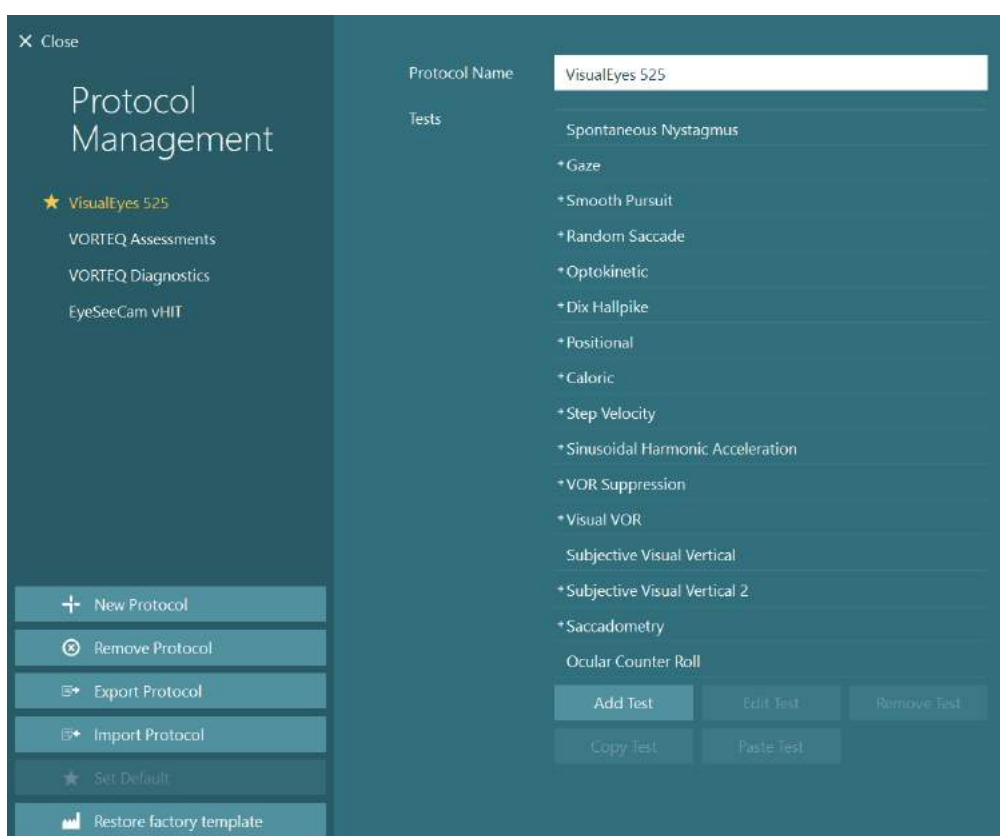 Close
Protocol
Management
VisualEyes 525
VORTEQ Assessments
VORTEQ Diagnostics
EyeSeeCam vHIT
New Protocol
Remove Protocol
Export Protocol
Import Protocol
Set Default
Restore factory template
Protocol Name
VisualEyes 525
Tests
Spontaneous Nystagmus
+Gaze
+Smooth Pursuit
+Random Saccade
+Optokinetic
+Dix Hallpike
+Positional
+Caloric
+Step Velocity
+Sinusoidal Harmonic Acceleration
+VOR Suppression
+Visual VOR
Subjective Visual Vertical
+Subjective Visual Vertical 2
+Saccadometry
Ocular Counter Roll
Add Test
Edit Test
Remove Test
Copy Test
Paste Test